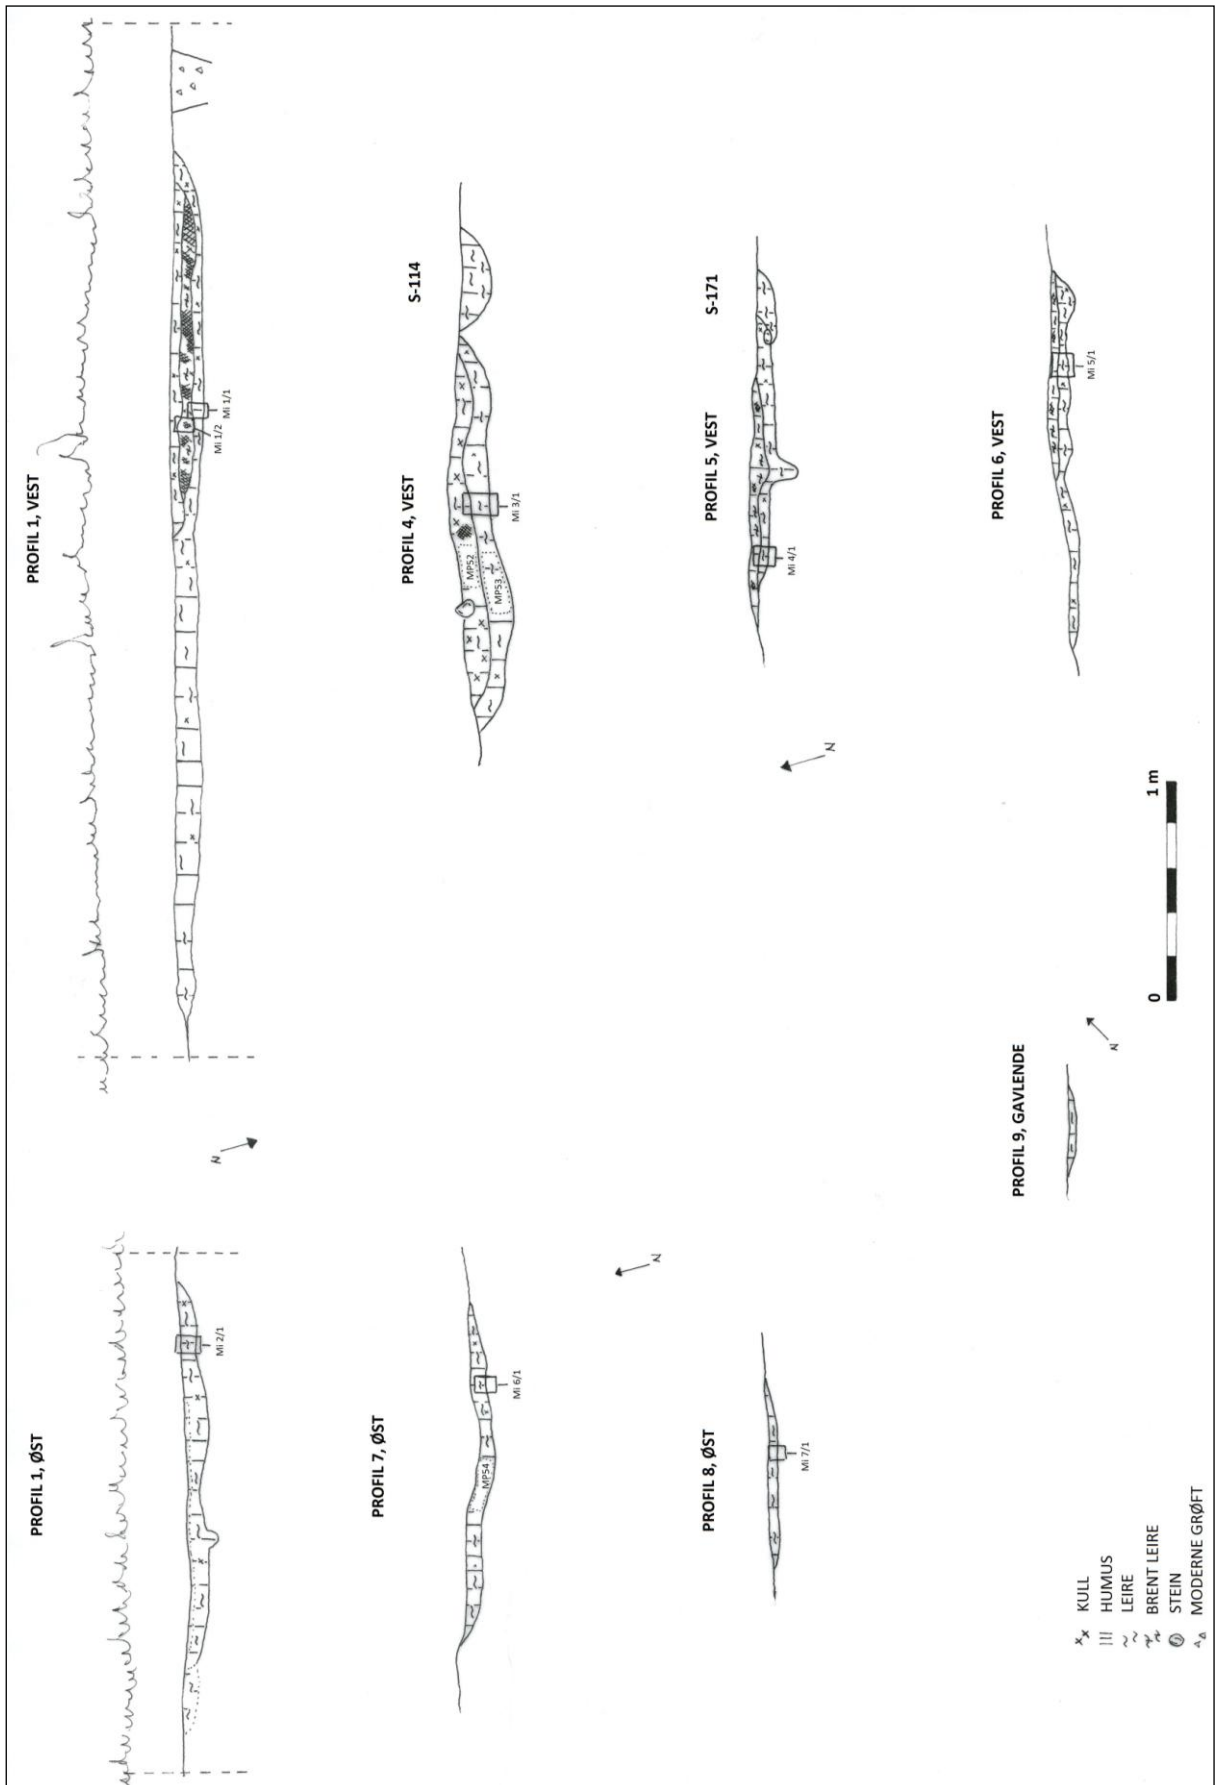 PROFIL 1, ØST
Mi 2/1
N
PROFIL 1, VEST
Mi 1/2
Mi 1/1
PROFIL 7, ØST
MP54
Mi 6/1
N
PROFIL 4, VEST
S-114
MP52
MP53
Mi 3/1
PROFIL 8, ØST
Mi 7/1
N
PROFIL 5, VEST
S-171
Mi 4/1
PROFIL 9, GAVLENDE
N
PROFIL 6, VEST
Mi 5/1
0 1 m
KULL
HUMUS
LEIRE
BRENT LEIRE
STEIN
MODERNE GRØFT